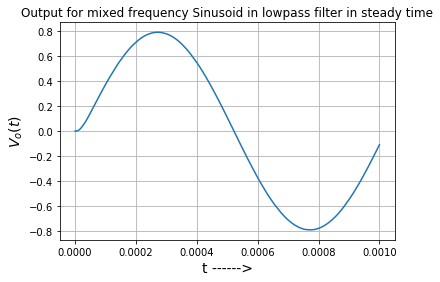 Output for mixed frequency Sinusoid in lowpass filter in steady time
0.8
0.6
0.4
0.2
0.0
−0.2
−0.4
−0.6
−0.8
V_o(t)
0.0000 0.0002 0.0004 0.0006 0.0008 0.0010
t ------>